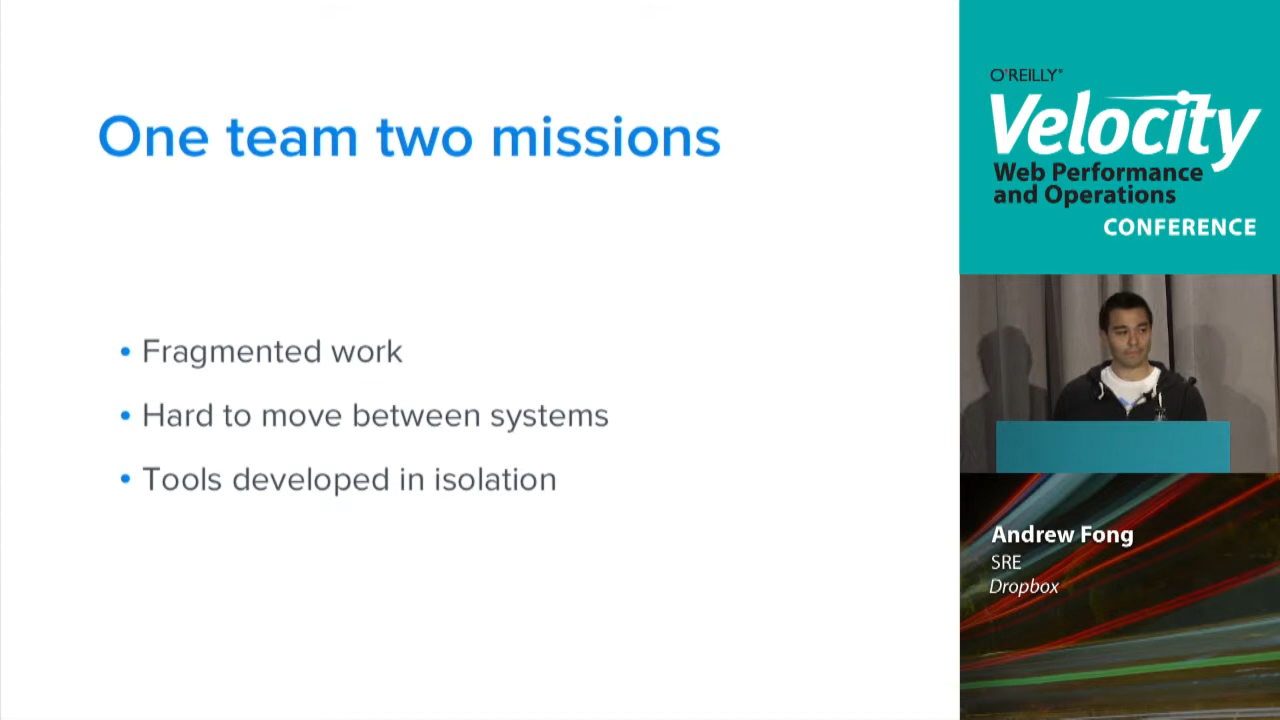 One team two missions
• Fragmented work
• Hard to move between systems
• Tools developed in isolation
O'REILLY®
Velocity
Web Performance
and Operations
CONFERENCE
Andrew Fong
SRE
Dropbox